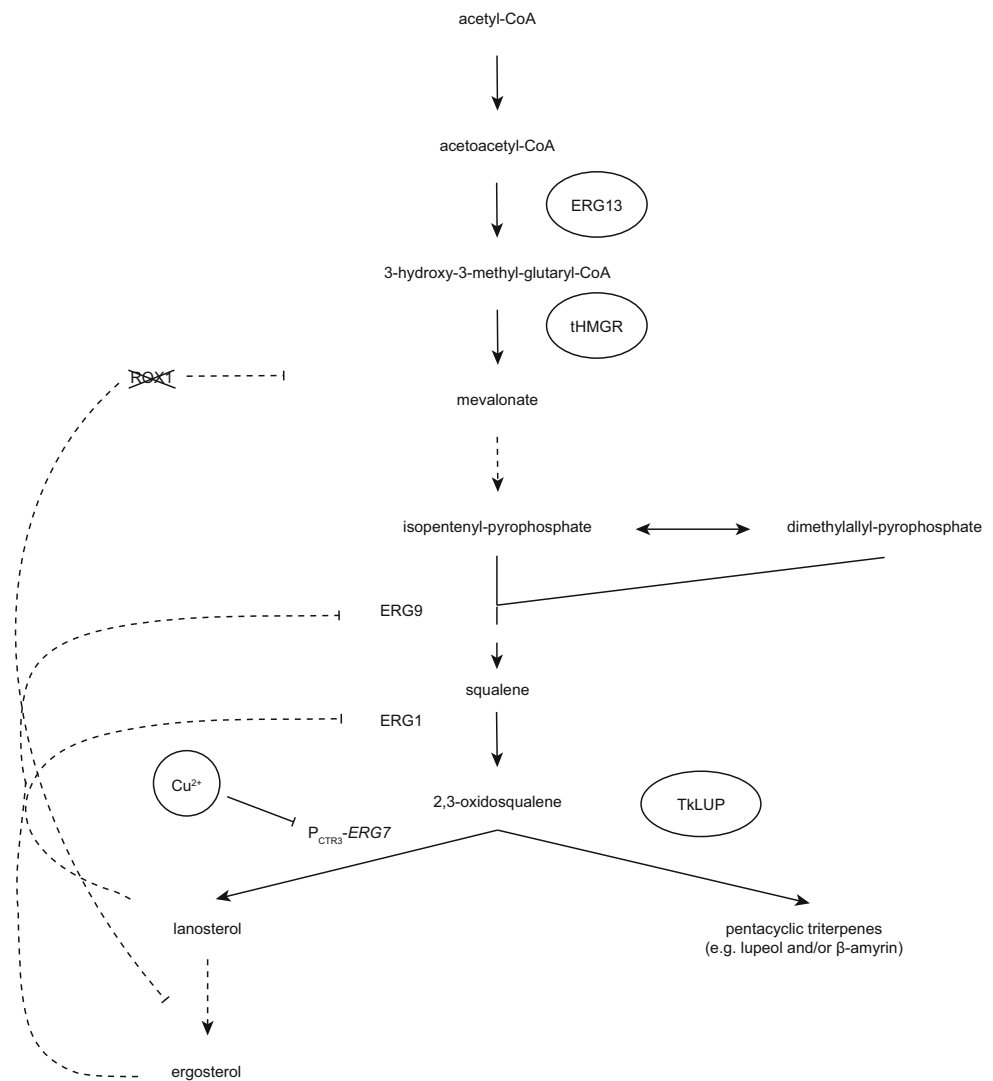 acetyl-CoA
acetoacetyl-CoA
ERG13
3-hydroxy-3-methyl-glutaryl-CoA
tHMGR
ROX1
mevalonate
isopentenyl-pyrophosphate
dimethylallyl-pyrophosphate
ERG9
squalene
ERG1
Cu²⁺
2,3-oxidosqualene
TkLUP
P_CTR3-ERG7
lanosterol
pentacyclic triterpenes
(e.g. lupeol and/or β-amyrin)
ergosterol